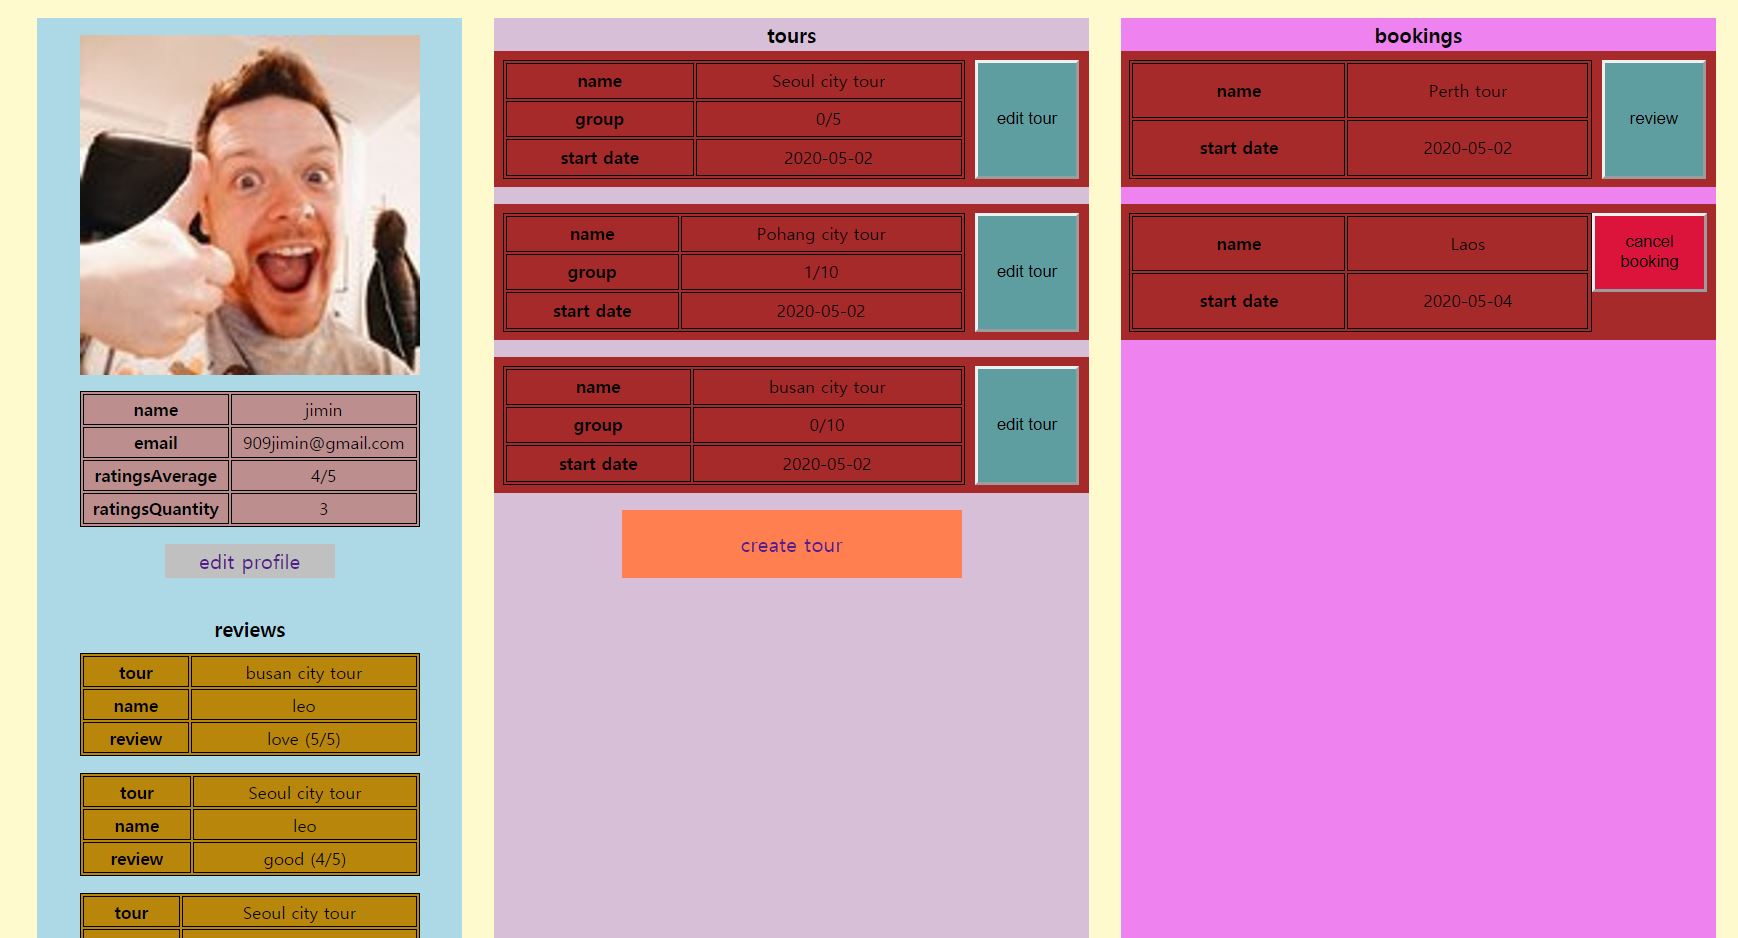 name jimin
email 909jimin@gmail.com
ratingsAverage 4/5
ratingsQuantity 3
edit profile
reviews
tour busan city tour
name leo
review love (5/5)
tour Seoul city tour
name leo
review good (4/5)
tour Seoul city tour
tours
name Seoul city tour
group 0/5
start date 2020-05-02
edit tour
name Pohang city tour
group 1/10
start date 2020-05-02
edit tour
name busan city tour
group 0/10
start date 2020-05-02
edit tour
create tour
bookings
name Perth tour
start date 2020-05-02
review
name Laos
start date 2020-05-04
cancel
booking